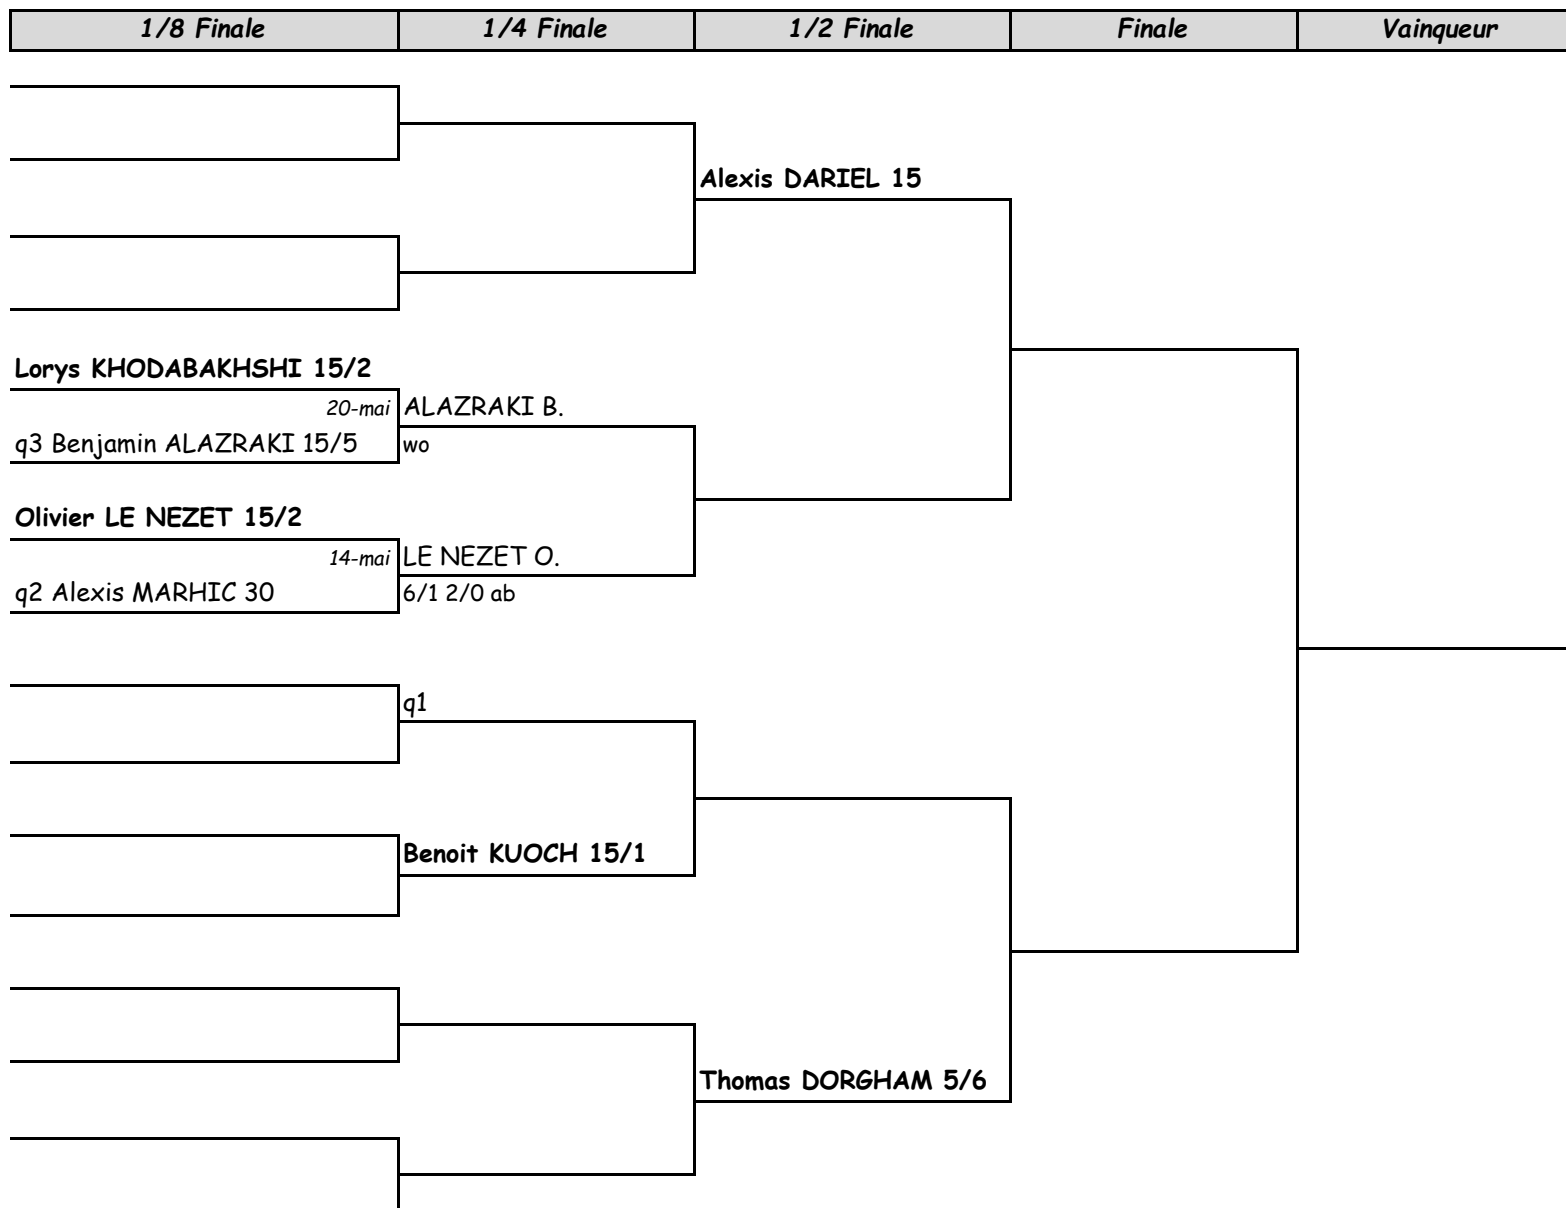 1/8 Finale
1/4 Finale
1/2 Finale
Finale
Vainqueur
Alexis DARIEL 15
Lorys KHODABAKHSHI 15/2
20-mai
ALAZRAKI B.
q3 Benjamin ALAZRAKI 15/5
wo
Olivier LE NEZET 15/2
14-mai
LE NEZET O.
q2 Alexis MARHIC 30
6/1 2/0 ab
q1
Benoit KUOCH 15/1
Thomas DORGHAM 5/6